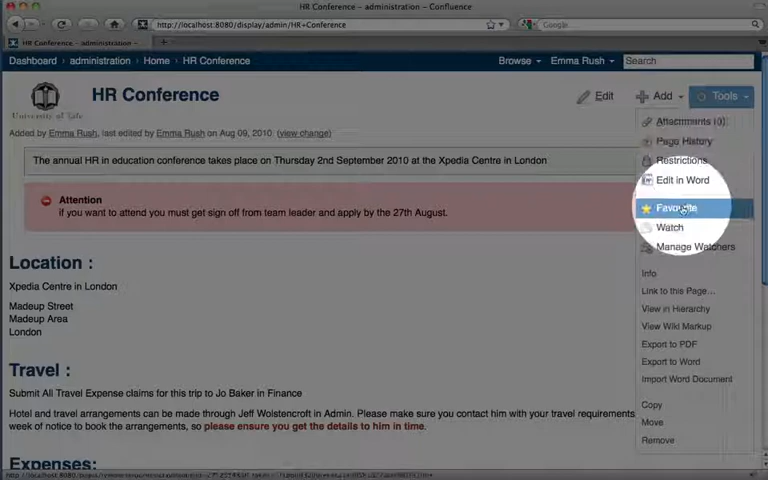 HR Conference – administration – Confluence
http://localhost:8080/display/admin/HR+Conference
Google
HR Conference – administration –...
Dashboard › administration › Home › HR Conference
Browse
Emma Rush
Search
University of Life
HR Conference
Edit
Add
Tools
Added by Emma Rush, last edited by Emma Rush on Aug 09, 2010 (view change)
Attachments (0)
Page History
Restrictions
Edit in Word
Favourite
Watch
Manage Watchers
Info
Link to this Page...
View in Hierarchy
View Wiki Markup
Export to PDF
Export to Word
Import Word Document
Copy
Move
Remove
The annual HR in education conference takes place on Thursday 2nd September 2010 at the Xpedia Centre in London
Attention
if you want to attend you must get sign off from team leader and apply by the 27th August.
Location :
Xpedia Centre in London
Madeup Street
Madeup Area
London
Travel :
Submit All Travel Expense claims for this trip to Jo Baker in Finance
Hotel and travel arrangements can be made through Jeff Wolstencroft in Admin. Please make sure you contact him with your travel requirements
week of notice to book the arrangements, so please ensure you get the details to him in time.
Expenses: